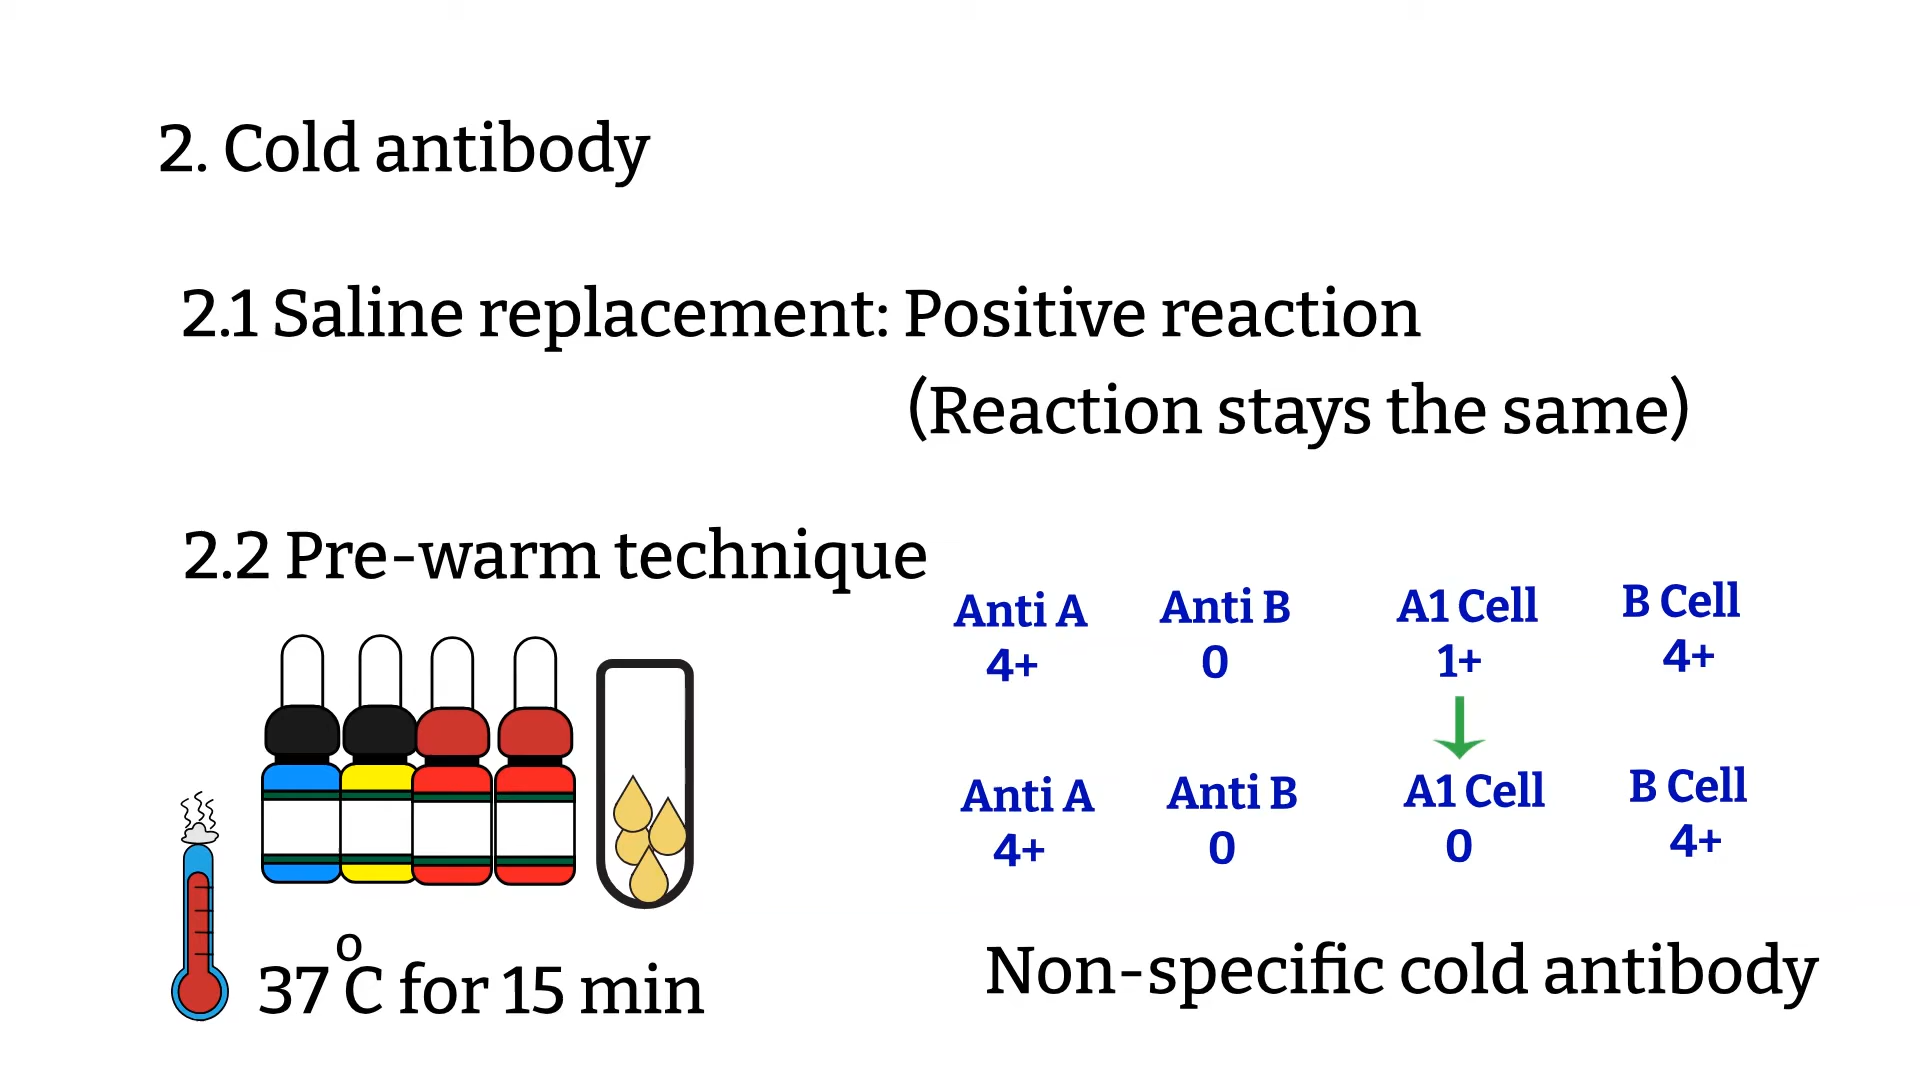 2. Cold antibody
2.1 Saline replacement: Positive reaction
(Reaction stays the same)
2.2 Pre-warm technique
Anti A Anti B A1 Cell B Cell
4+ 0 1+ 4+
Anti A Anti B A1 Cell B Cell
4+ 0 0 4+
37°C for 15 min
Non-specific cold antibody